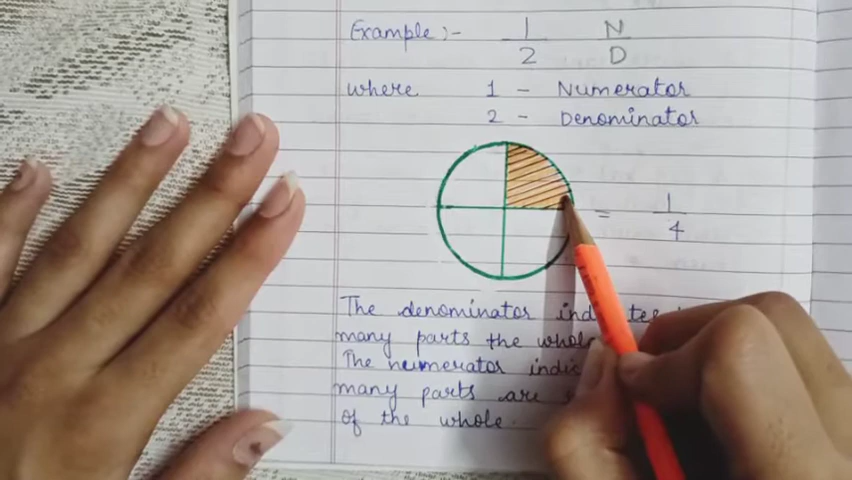 Example :- 1/2 N/D
where 1 - Numerator
2 - Denominator
= 1/4
The denominator
many parts the whole
The numerator
many parts are
of the whole.